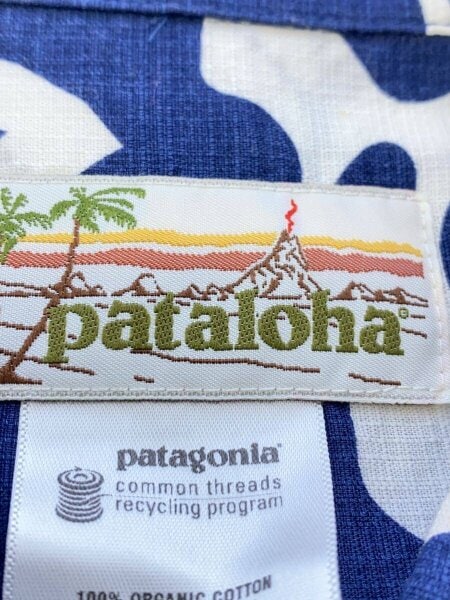 pataloha®
patagonia®
common threads
recycling program
100% ORGANIC COTTON